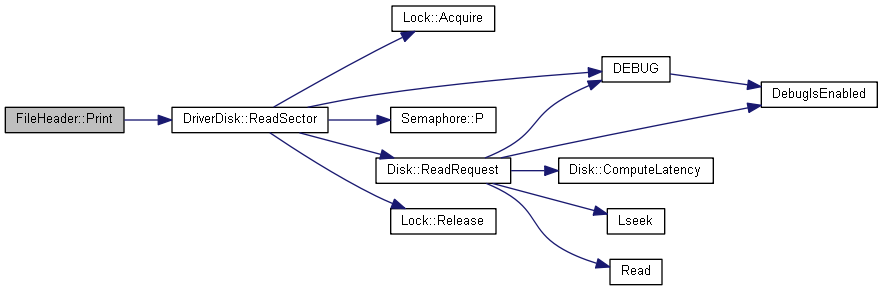 Lock::Acquire
DEBUG
DebugIsEnabled
FileHeader::Print
DriverDisk::ReadSector
Semaphore::P
Disk::ReadRequest
Disk::ComputeLatency
Lock::Release
Lseek
Read